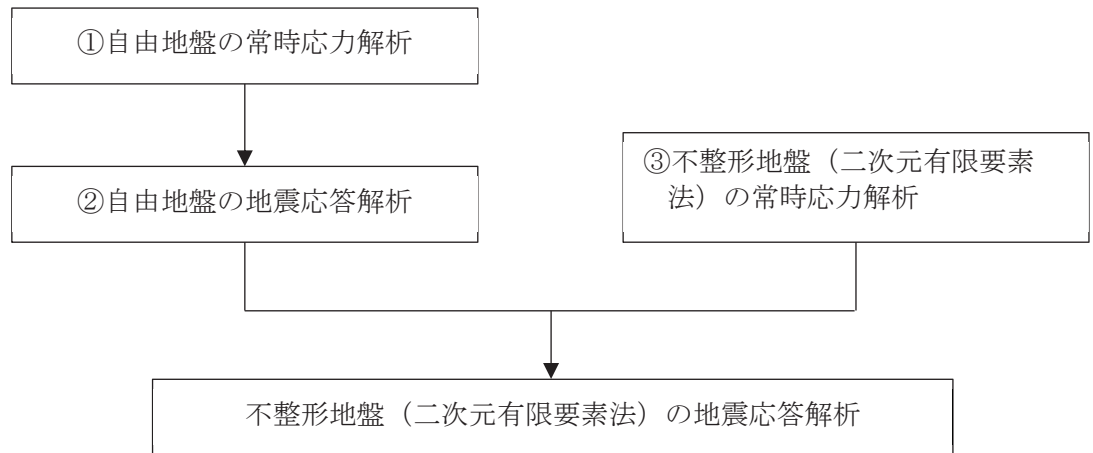 ①自由地盤の常時応力解析
②自由地盤の地震応答解析
③不整形地盤（二次元有限要素
法）の常時応力解析
不整形地盤（二次元有限要素法）の地震応答解析